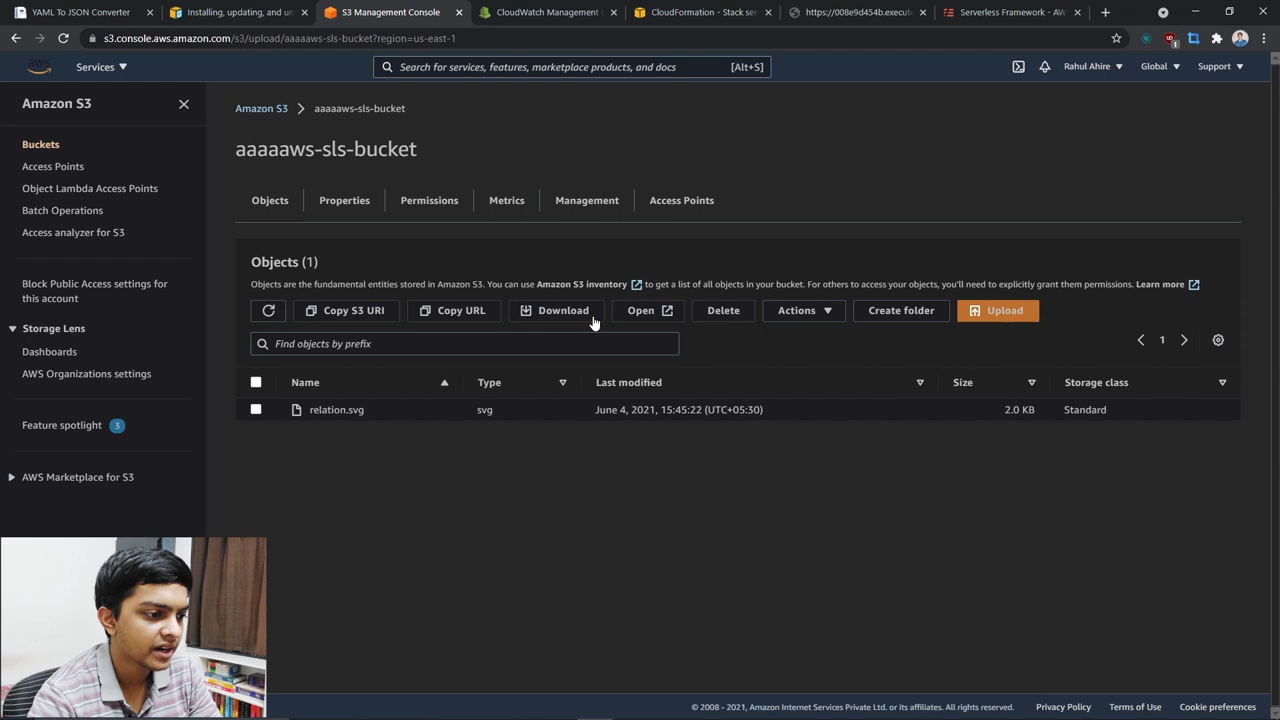 YAML To JSON Converter
Installing, updating, and un
S3 Management Console
CloudWatch Management
CloudFormation - Stack ser
https://008e9d454b.execute
Serverless Framework - AW
s3.console.aws.amazon.com/s3/upload/aaaaaws-sls-bucket?region=us-east-1
aws
Services
Search for services, features, marketplace products, and docs
[Alt+S]
Rahul Ahire
Global
Support
Amazon S3
Buckets
Access Points
Object Lambda Access Points
Batch Operations
Access analyzer for S3
Block Public Access settings for
this account
Storage Lens
Dashboards
AWS Organizations settings
Feature spotlight 3
AWS Marketplace for S3
Amazon S3 > aaaaaws-sls-bucket
aaaaaws-sls-bucket
Objects
Properties
Permissions
Metrics
Management
Access Points
Objects (1)
Objects are the fundamental entities stored in Amazon S3. You can use Amazon S3 inventory to get a list of all objects in your bucket. For others to access your objects, you'll need to explicitly grant them permissions. Learn more
Copy S3 URI
Copy URL
Download
Open
Delete
Actions
Create folder
Upload
Find objects by prefix
1
Name
Type
Last modified
Size
Storage class
relation.svg
svg
June 4, 2021, 15:45:22 (UTC+05:30)
2.0 KB
Standard
© 2008 - 2021, Amazon Internet Services Private Ltd. or its affiliates. All rights reserved.
Privacy Policy
Terms of Use
Cookie preferences